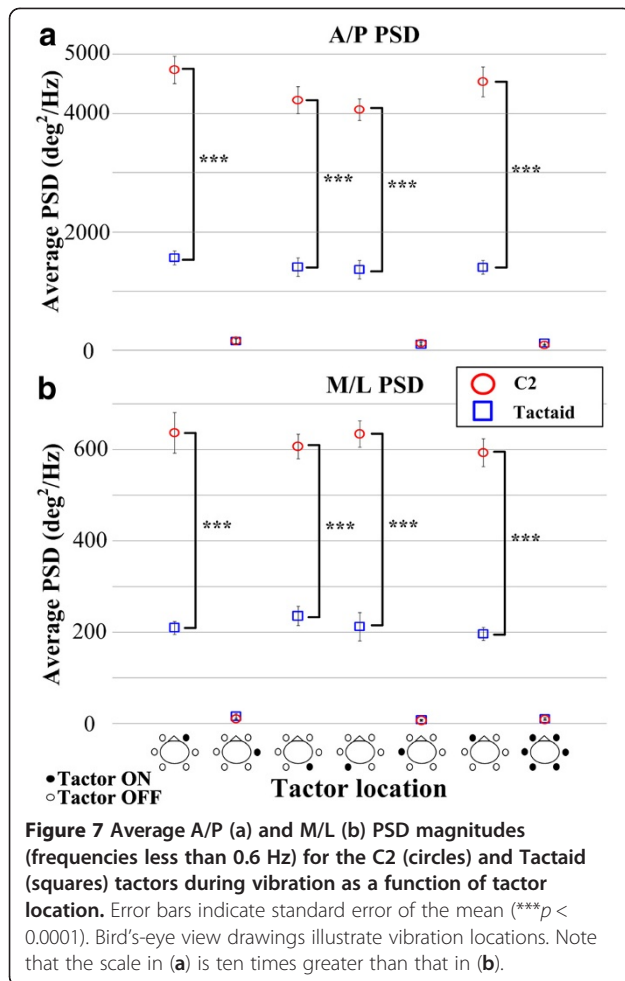 a
A/P PSD
5000
4000
2000
0
Average PSD (deg²/Hz)
***
***
***
***
b
M/L PSD
C2
Tactaid
600
400
200
0
Average PSD (deg²/Hz)
***
***
***
***
•Tactor ON
○Tactor OFF
Tactor location
Figure 7 Average A/P (a) and M/L (b) PSD magnitudes
(frequencies less than 0.6 Hz) for the C2 (circles) and Tactaid
(squares) tactors during vibration as a function of tactor
location. Error bars indicate standard error of the mean (***p <
0.0001). Bird's-eye view drawings illustrate vibration locations. Note
that the scale in (a) is ten times greater than that in (b).